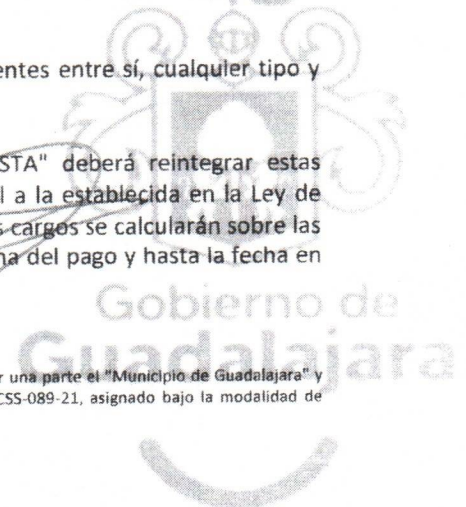 entes entre sí, cualquier tipo y
STA" deberá reintegrar estas
l a la establecida en la Ley de
s cargos se calcularán sobre las
na del pago y hasta la fecha en
Gobierno de
Guadalajara
r una parte el "Municipio de Guadalajara" y
CSS-089-21, asignado bajo la modalidad de